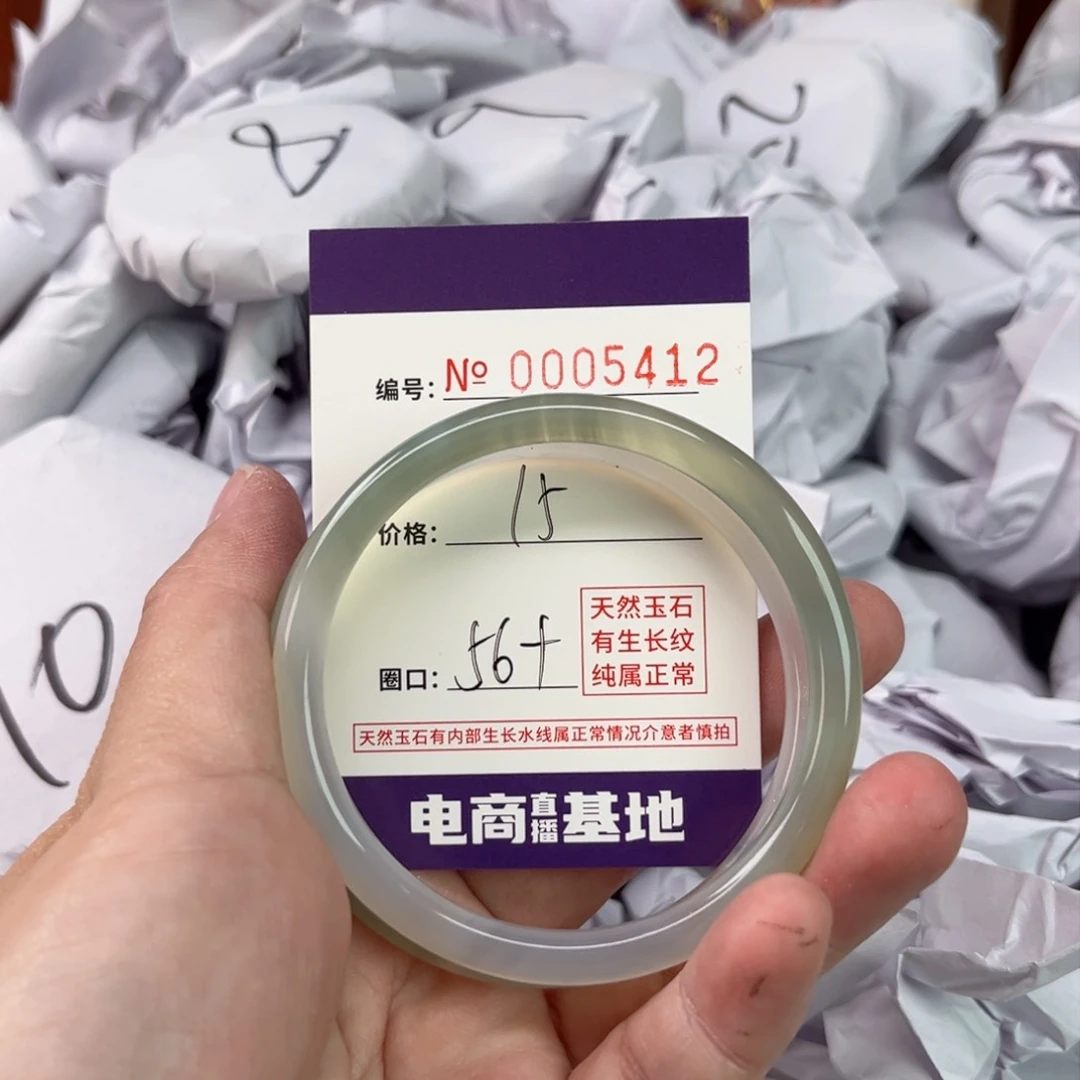 编号: № 0005412
价格: 15
圈口: 56+
天然玉石
有生长纹
纯属正常
天然玉石有内部生长水线属正常情况介意者慎拍
电商直播基地
10